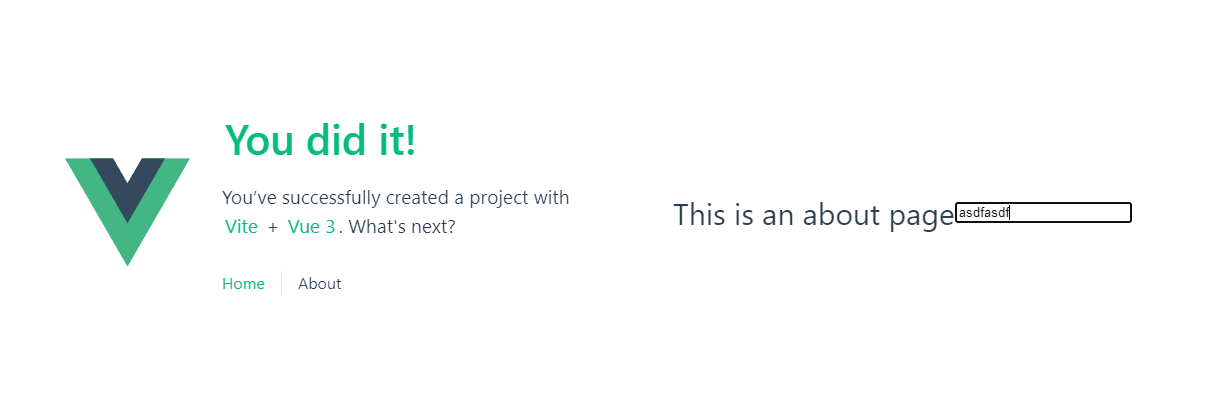 You did it!
You’ve successfully created a project with
Vite + Vue 3. What's next?
Home About
This is an about page asdfasdf